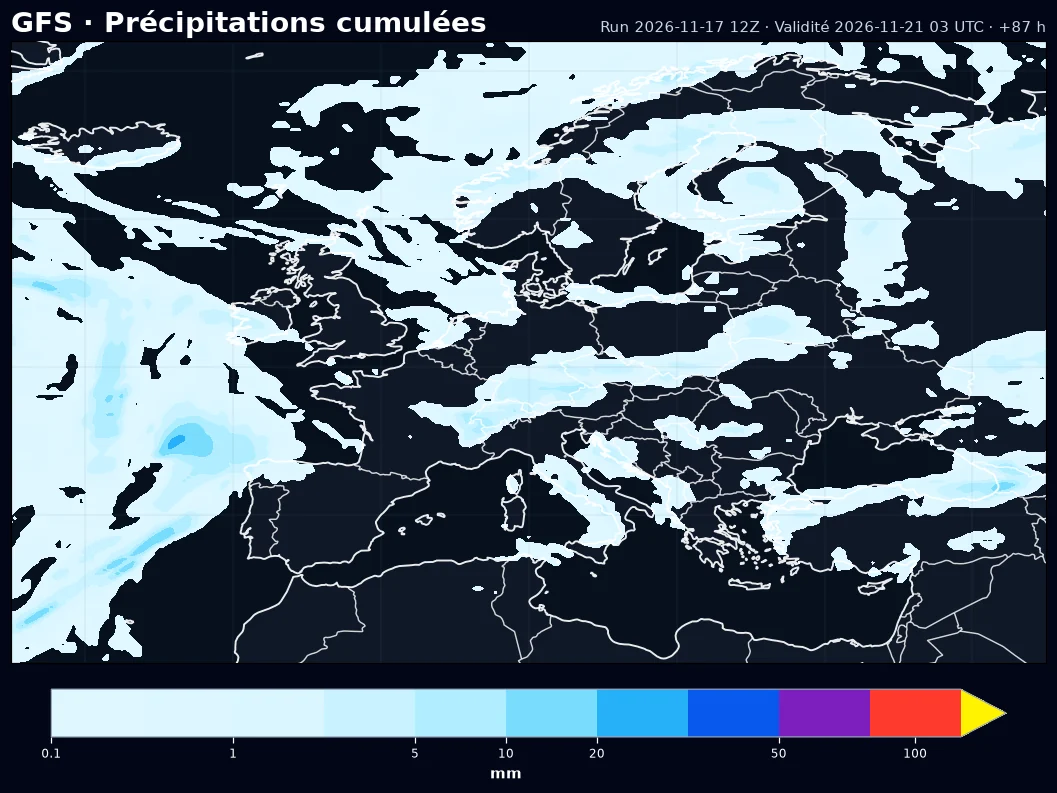 GFS · Précipitations cumulées
Run 2026-11-17 12Z · Validité 2026-11-21 03 UTC · +87 h
0.1 1 5 10 20 50 100
mm